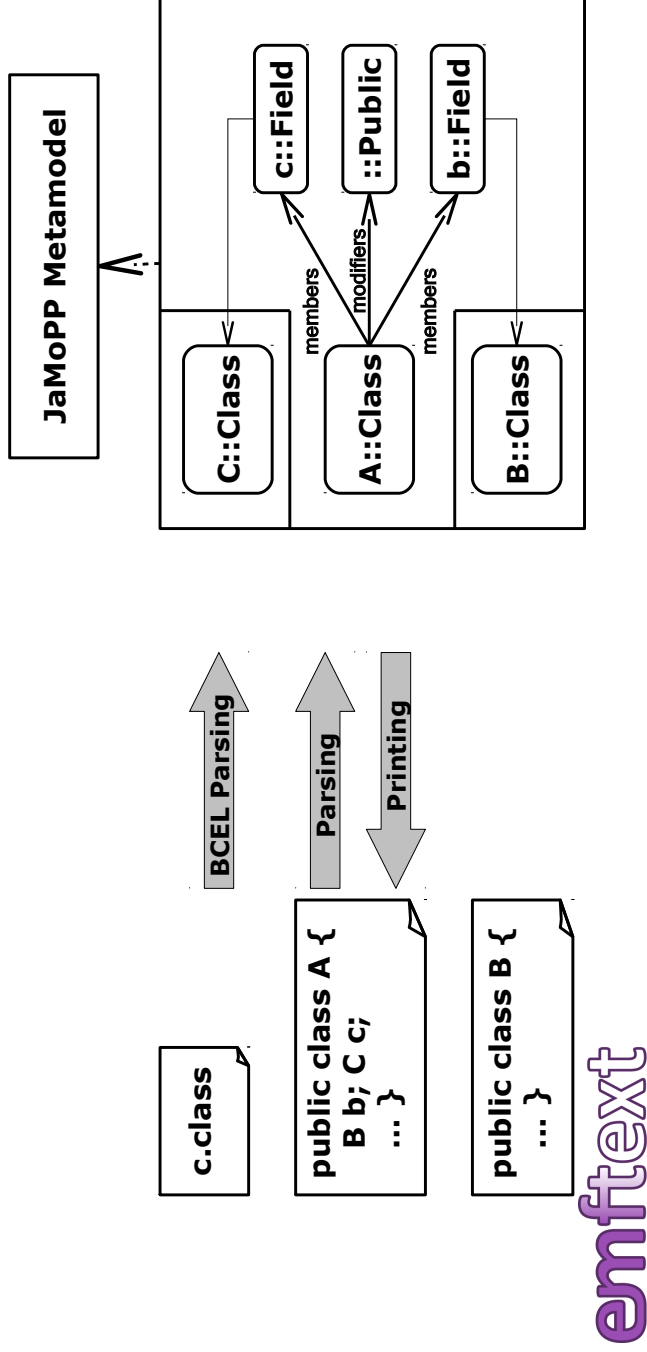 JaMoPP Metamodel
c.class
BCEL Parsing
C::Class
c::Field
members
public class A {
B b; C c;
... }
Parsing
Printing
A::Class
modifiers
::Public
members
public class B {
... }
B::Class
b::Field
emftext